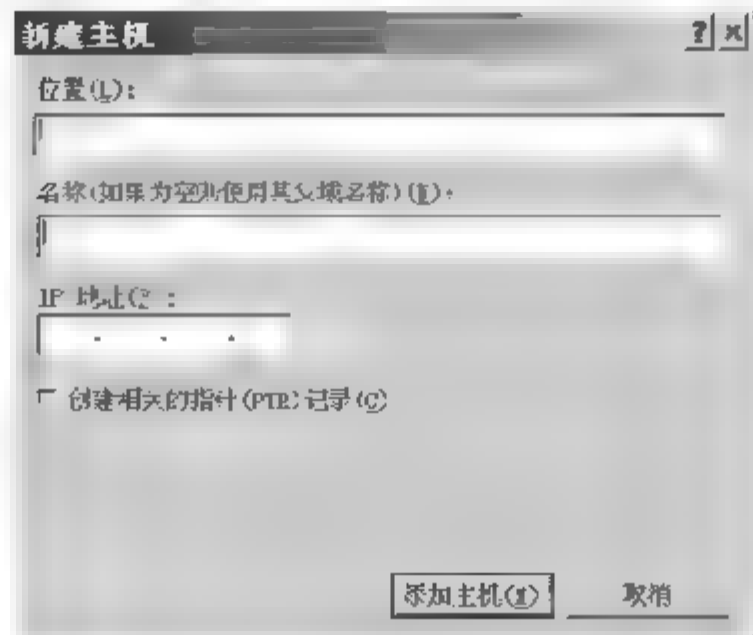 新建主机
位置(L):
名称(如果为空则使用其父域名称)(N):
IP 地址(P):
创建相关的指针(PTR)记录(C)
添加主机(H) 取消